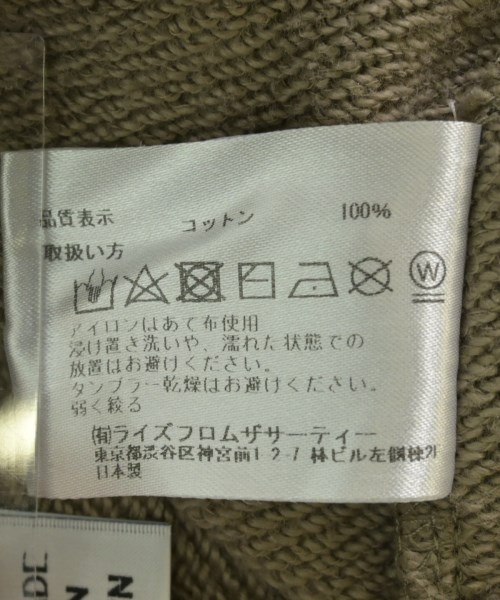 品質表示 コットン 100%
取扱い方
W
アイロンはあて布使用
浸け置き洗いや、濡れた状態での
放置はお避けください。
タンブラー乾燥はお避けください。
弱く絞る
(有)ライズフロムザサーティー
東京都渋谷区神宮前1-2-7 林ビル左側棟2F
日本製
DE
N
N